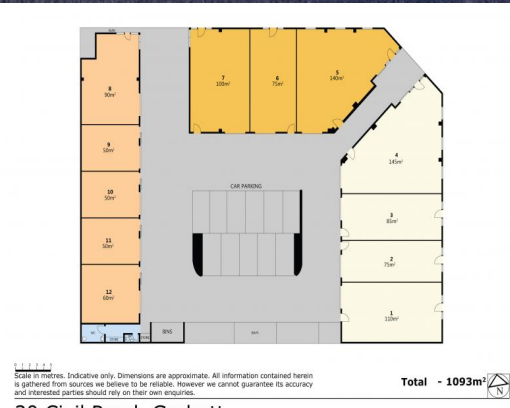 7
100m²
6
75m²
5
140m²
8
90m²
9
50m²
10
50m²
11
50m²
12
60m²
4
145m²
3
85m²
2
75m²
1
110m²
CAR PARKING
BINS
Scale in metres. Indicative only. Dimensions are approximate. All information contained herein
is gathered from sources we believe to be reliable. However we cannot guarantee its accuracy
and interested parties should rely on their own enquiries.
Total - 1093m²
N